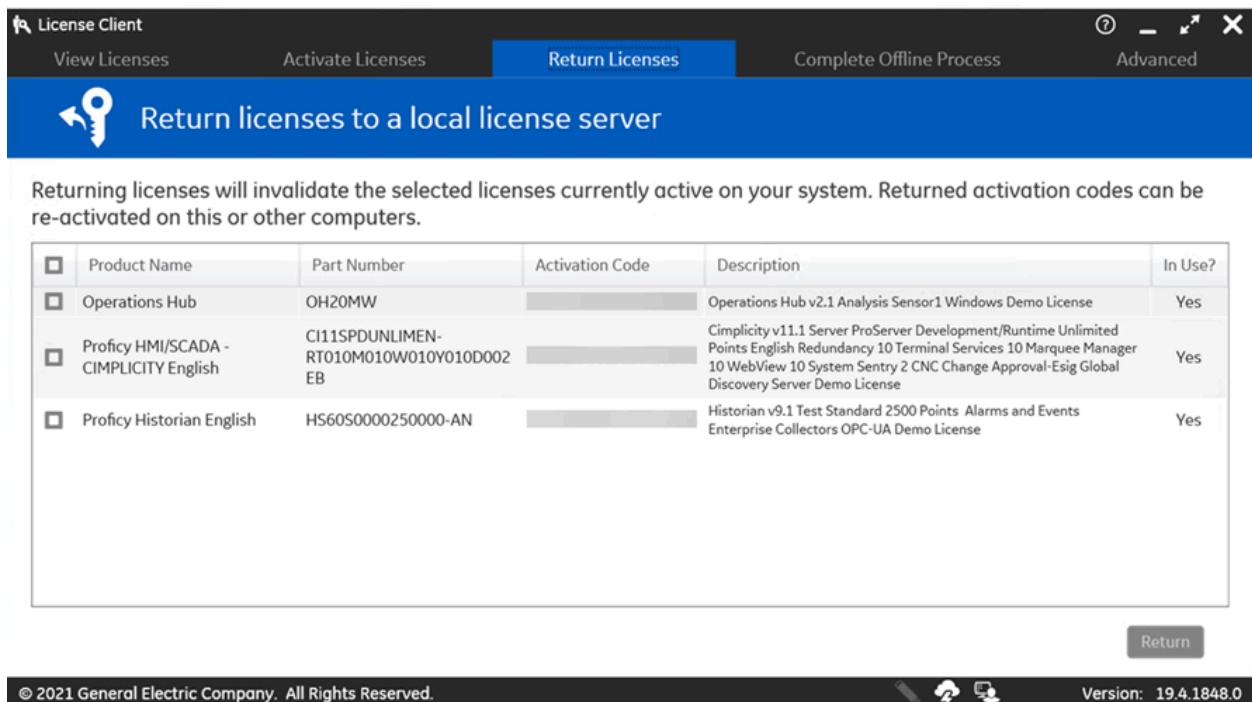 License Client
View Licenses Activate Licenses Return Licenses Complete Offline Process Advanced
Return licenses to a local license server
Returning licenses will invalidate the selected licenses currently active on your system. Returned activation codes can be
re-activated on this or other computers.
Product Name Part Number Activation Code Description In Use?
Operations Hub OH20MW Operations Hub v2.1 Analysis Sensor1 Windows Demo License Yes
Proficy HMI/SCADA -
CIMPLICITY English
CI11SPDUNLIMEN-
RT010M010W010Y010D002
EB
Cimplicity v11.1 Server ProServer Development/Runtime Unlimited
Points English Redundancy 10 Terminal Services 10 Marquee Manager
10 WebView 10 System Sentry 2 CNC Change Approval-Esig Global
Discovery Server Demo License
Yes
Proficy Historian English HS60S0000250000-AN
Historian v9.1 Test Standard 2500 Points Alarms and Events
Enterprise Collectors OPC-UA Demo License
Yes
Return
© 2021 General Electric Company. All Rights Reserved. Version: 19.4.1848.0